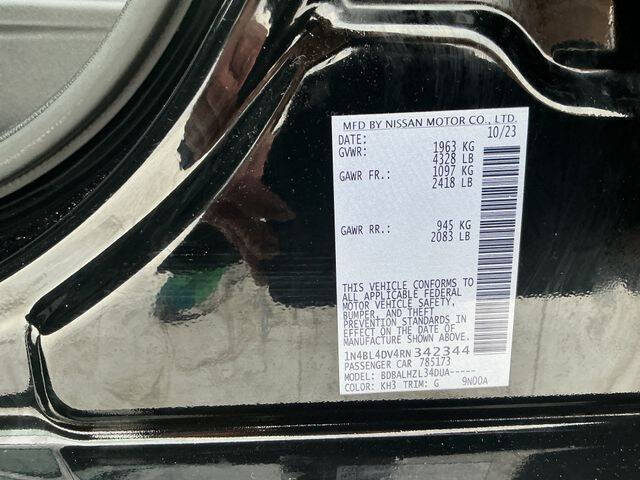 MFD BY NISSAN MOTOR CO., LTD.
DATE: 10/23
GVWR: 1963 KG
4328 LB
GAWR FR.: 1097 KG
2418 LB
GAWR RR.: 945 KG
2083 LB
THIS VEHICLE CONFORMS TO
ALL APPLICABLE FEDERAL
MOTOR VEHICLE SAFETY,
BUMPER, AND THEFT
PREVENTION STANDARDS IN
EFFECT ON THE DATE OF
MANUFACTURE SHOWN ABOVE.
1N4BL4DV4RN342344
PASSENGER CAR 785173
MODEL: BDBALHZL34DUA-----
COLOR: KH3 TRIM: G 9N00A